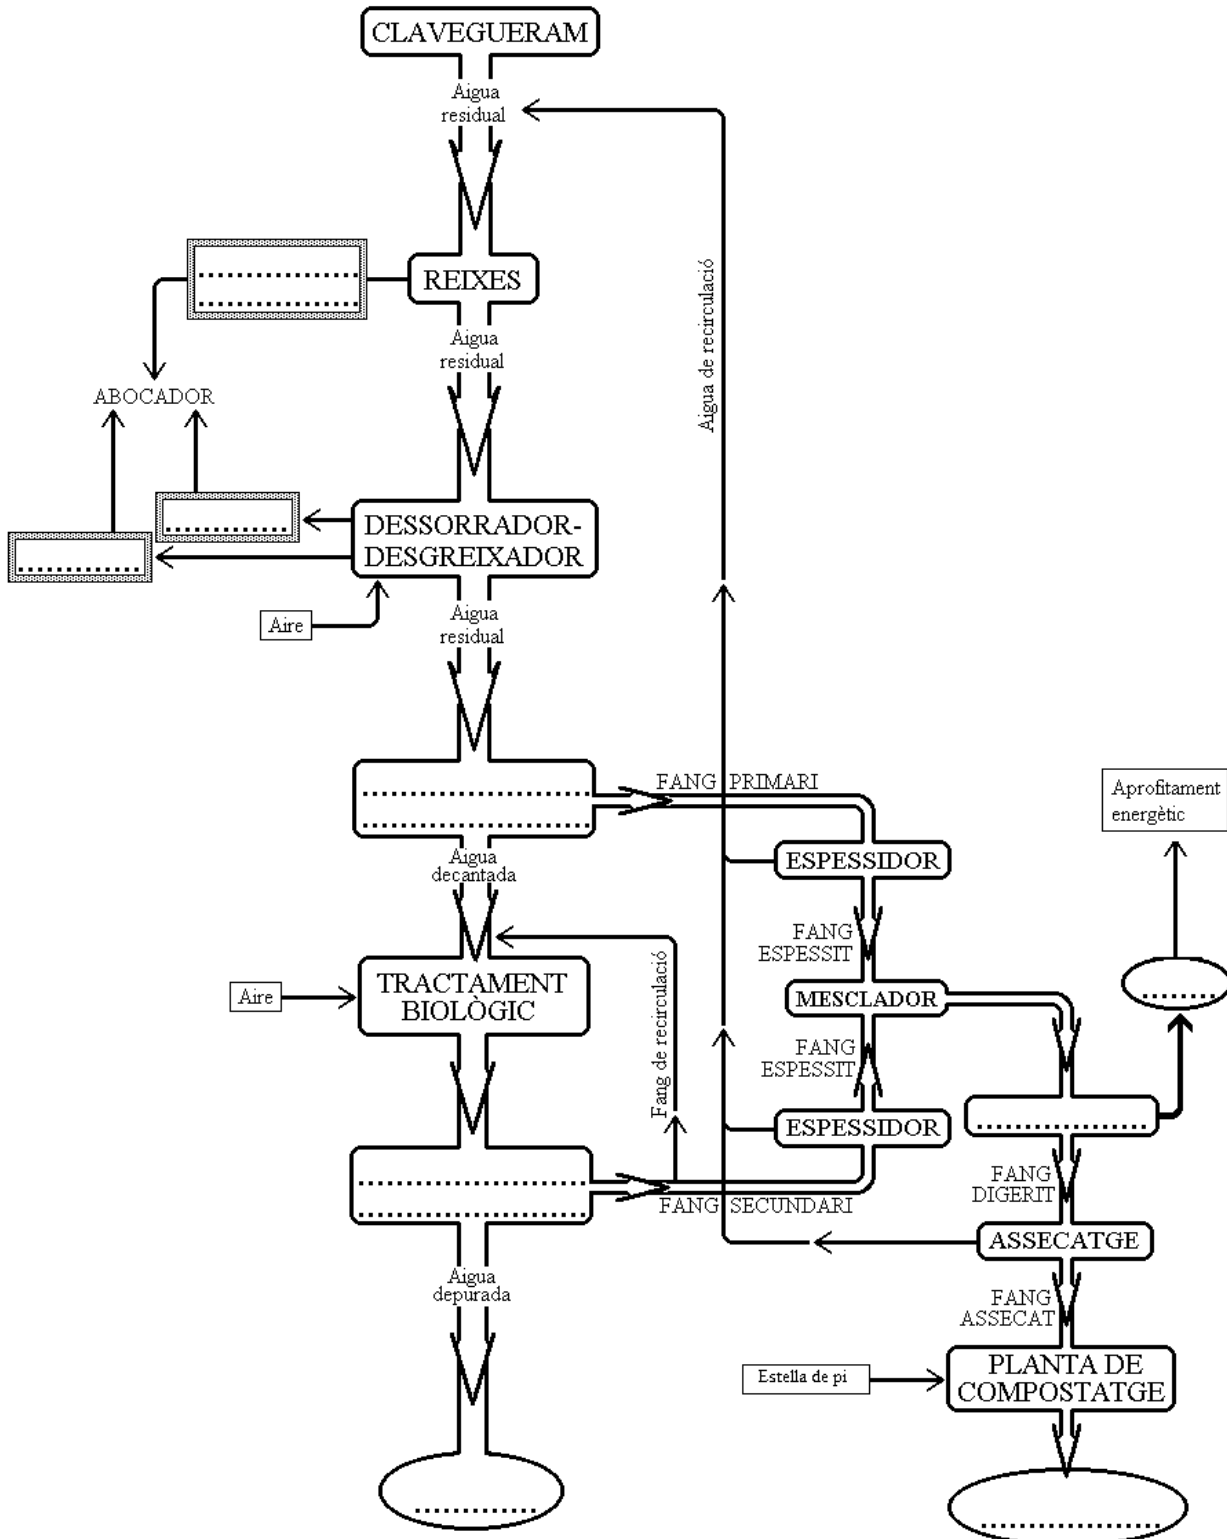 CLAVEGUERAM
Aigua
residual
REIXES
Aigua
residual
Aigua de recirculació
ABOCADOR
DESSORRADOR-
DESGREIXADOR
Aire
Aigua
residual
FANG PRIMARI
Aprofitament
energètic
Aigua
decantada
ESPESSIDOR
FANG
ESPESSIT
Fang de recirculació
TRACTAMENT
BIOLÒGIC
Aire
MESCLADOR
FANG
ESPESSIT
ESPESSIDOR
FANG SECUNDARI
FANG
DIGERIT
ASSECATGE
Aigua
depurada
FANG
ASSECAT
PLANTA DE
COMPOSTATGE
Estella de pi